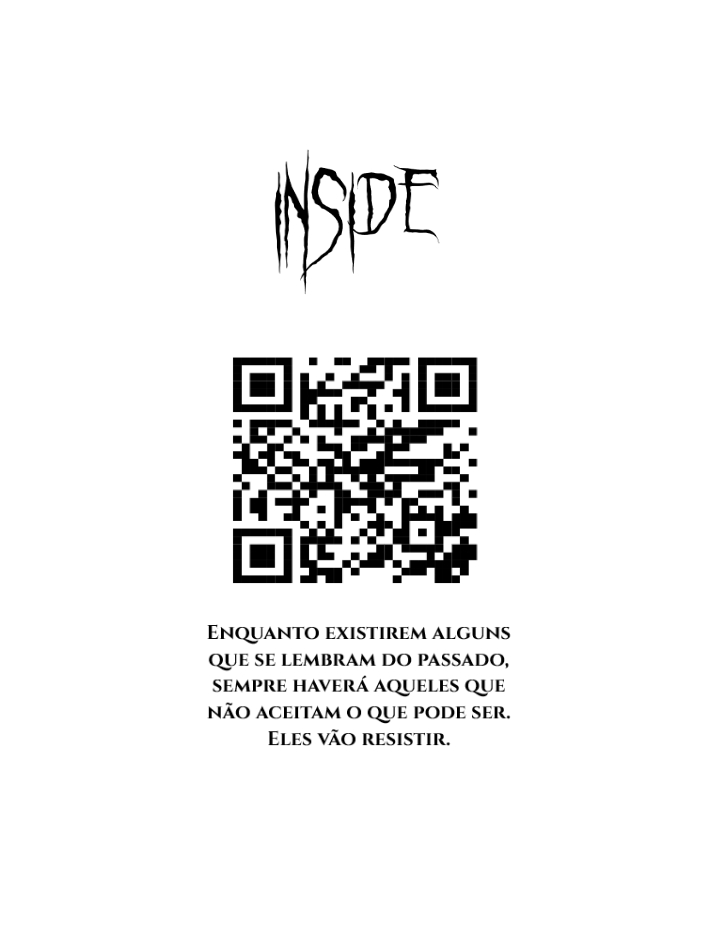 INSIDE
Enquanto existirem alguns
que se lembram do passado,
sempre haverá aqueles que
não aceitam o que pode ser.
Eles vão resistir.